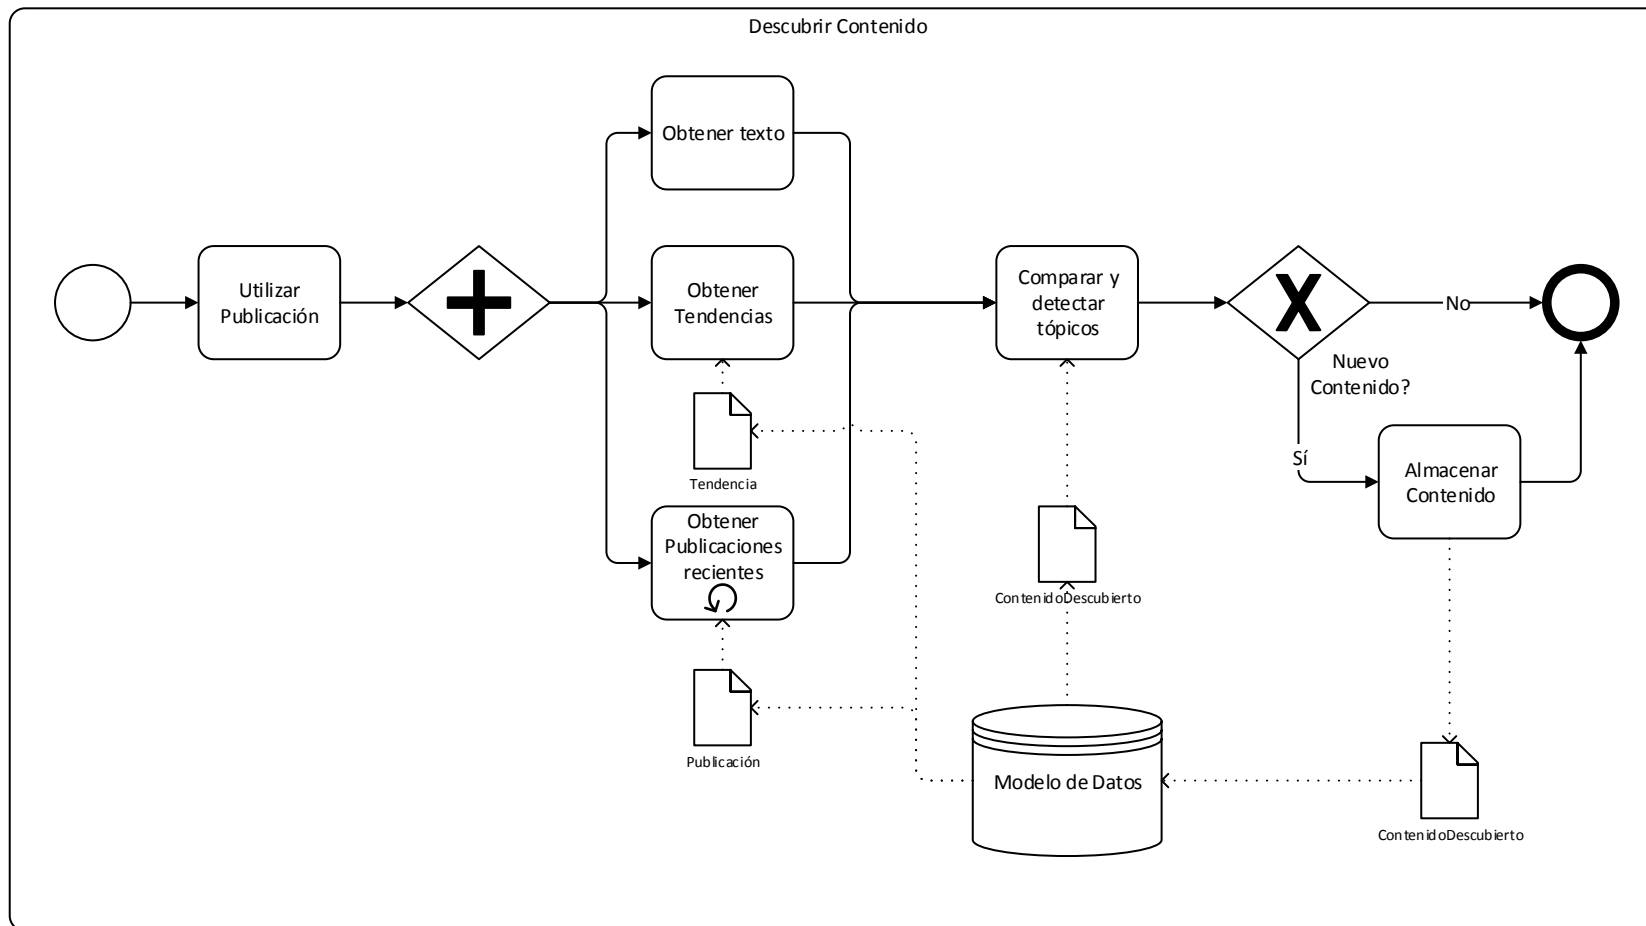 Descubrir Contenido
Obtener texto
Utilizar
Publicación
Obtener
Tendencias
Comparar y
detectar
tópicos
No
Nuevo
Contenido?
Sí
Almacenar
Contenido
Tendencia
Obtener
Publicaciones
recientes
ContenidoDescubierto
Publicación
Modelo de Datos
ContenidoDescubierto